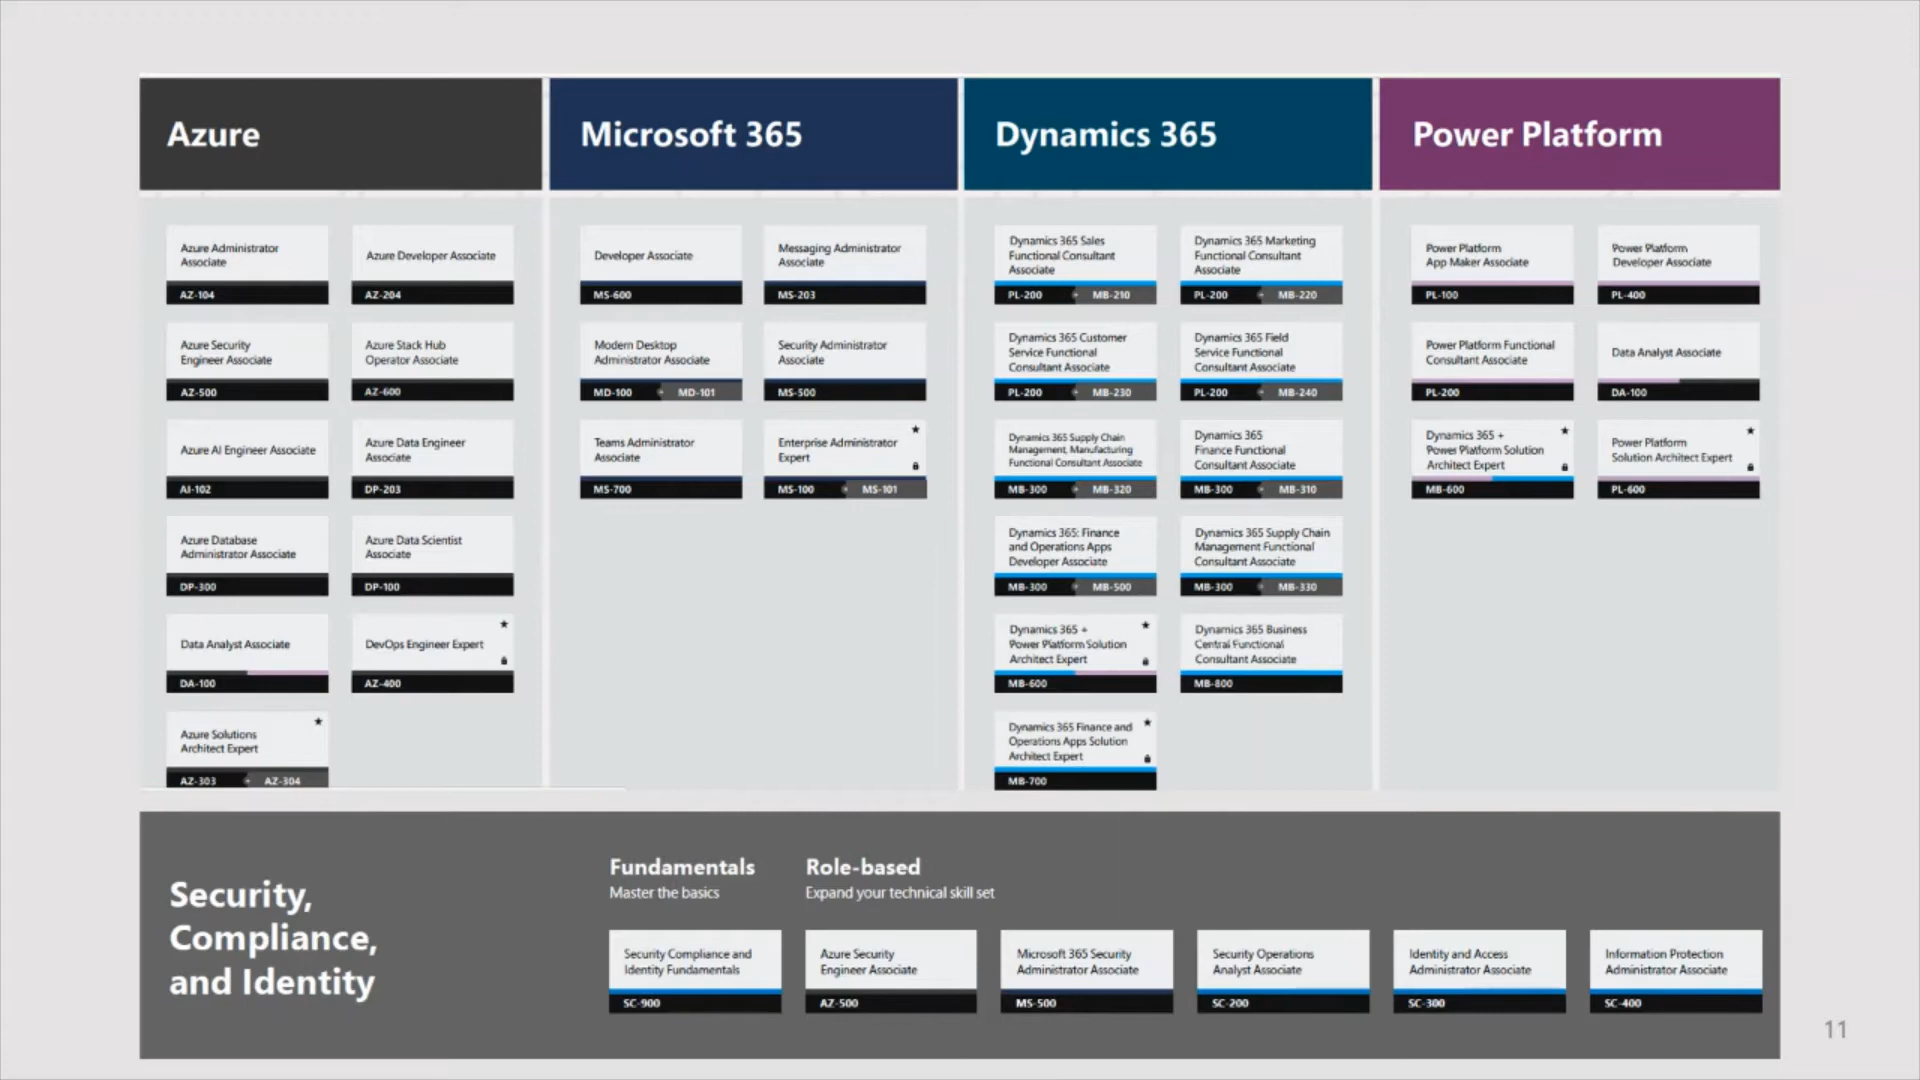 Azure
Microsoft 365
Dynamics 365
Power Platform
Azure Administrator
Associate
AZ-104
Azure Developer Associate
AZ-204
Azure Security
Engineer Associate
AZ-500
Azure Stack Hub
Operator Associate
AZ-600
Azure AI Engineer Associate
AI-102
Azure Data Engineer
Associate
DP-203
Azure Database
Administrator Associate
DP-300
Azure Data Scientist
Associate
DP-100
Data Analyst Associate
DA-100
DevOps Engineer Expert
AZ-400
Azure Solutions
Architect Expert
AZ-303 AZ-304
Developer Associate
MS-600
Messaging Administrator
Associate
MS-203
Modern Desktop
Administrator Associate
MD-100 MD-101
Security Administrator
Associate
MS-500
Teams Administrator
Associate
MS-700
Enterprise Administrator
Expert
MS-100 MS-101
Dynamics 365 Sales
Functional Consultant
Associate
PL-200 MB-210
Dynamics 365 Marketing
Functional Consultant
Associate
PL-200 MB-220
Dynamics 365 Customer
Service Functional
Consultant Associate
PL-200 MB-230
Dynamics 365 Field
Service Functional
Consultant Associate
PL-200 MB-240
Dynamics 365 Supply Chain
Management, Manufacturing
Functional Consultant Associate
MB-300 MB-320
Dynamics 365
Finance Functional
Consultant Associate
MB-300 MB-310
Dynamics 365: Finance
and Operations Apps
Developer Associate
MB-300 MB-500
Dynamics 365 Supply Chain
Management Functional
Consultant Associate
MB-300 MB-330
Dynamics 365 +
Power Platform Solution
Architect Expert
MB-600
Dynamics 365 Business
Central Functional
Consultant Associate
MB-800
Dynamics 365 Finance and
Operations Apps Solution
Architect Expert
MB-700
Power Platform
App Maker Associate
PL-100
Power Platform
Developer Associate
PL-400
Power Platform Functional
Consultant Associate
PL-200
Data Analyst Associate
DA-100
Dynamics 365 +
Power Platform Solution
Architect Expert
MB-600
Power Platform
Solution Architect Expert
PL-600
Security,
Compliance,
and Identity
Fundamentals
Master the basics
Role-based
Expand your technical skill set
Security Compliance and
Identity Fundamentals
SC-900
Azure Security
Engineer Associate
AZ-500
Microsoft 365 Security
Administrator Associate
MS-500
Security Operations
Analyst Associate
SC-200
Identity and Access
Administrator Associate
SC-300
Information Protection
Administrator Associate
SC-400
11